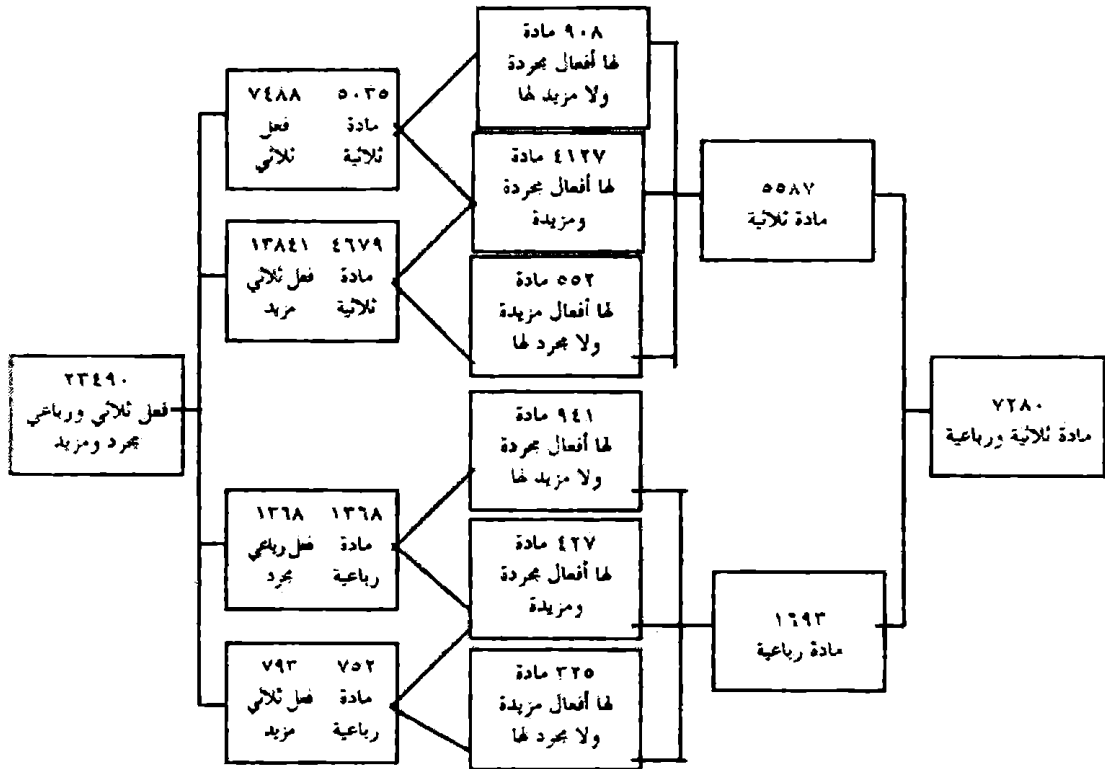 ٧٢٨٠
مادة ثلاثية ورباعية
٥٥٨٧
مادة ثلاثية
١٦٩٣
مادة رباعية
٩٠٨ مادة
لها أفعال مجردة
ولا مزيد لها
٤١٢٧ مادة
لها أفعال مجردة
ومزيدة
٥٥٢ مادة
لها أفعال مزيدة
ولا مجرد لها
٩٤١ مادة
لها أفعال مجردة
ولا مزيد لها
٤٢٧ مادة
لها أفعال مجردة
ومزيدة
٣٢٥ مادة
لها أفعال مزيدة
ولا مجرد لها
٥٠٣٥ ٧٤٨٨
مادة فعل
ثلاثية ثلاثي
٤٦٧٩ ١٣٨٤١
مادة فعل ثلاثي
ثلاثية مزيد
١٣٦٨ ١٣٦٨
مادة فعل رباعي
رباعية مجرد
٧٥٢ ٧٩٣
مادة فعل ثلاثي
رباعية مزيد
٢٣٤٩٠
فعل ثلاثي ورباعي
مجرد ومزيد